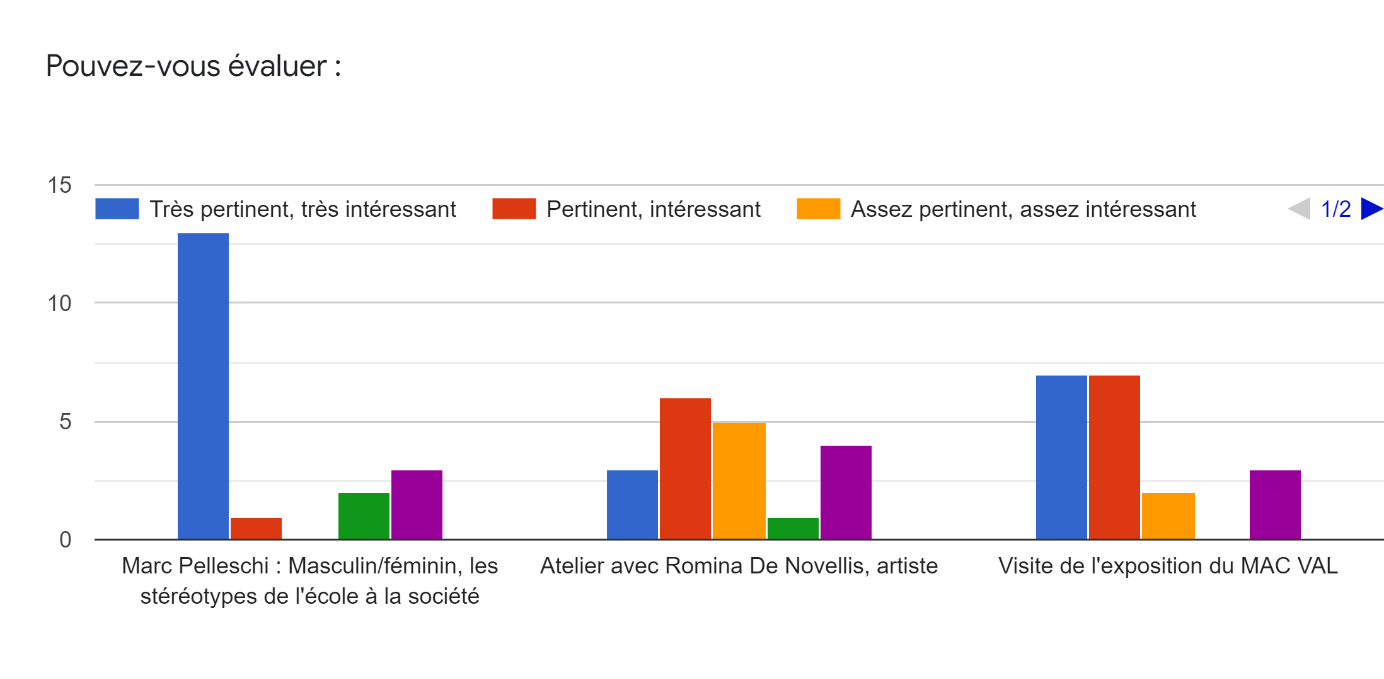 Pouvez-vous évaluer :
15
Très pertinent, très intéressant
Pertinent, intéressant
Assez pertinent, assez intéressant
1/2
10
5
0
Marc Pelleschi : Masculin/féminin, les
stéréotypes de l'école à la société
Atelier avec Romina De Novellis, artiste
Visite de l'exposition du MAC VAL